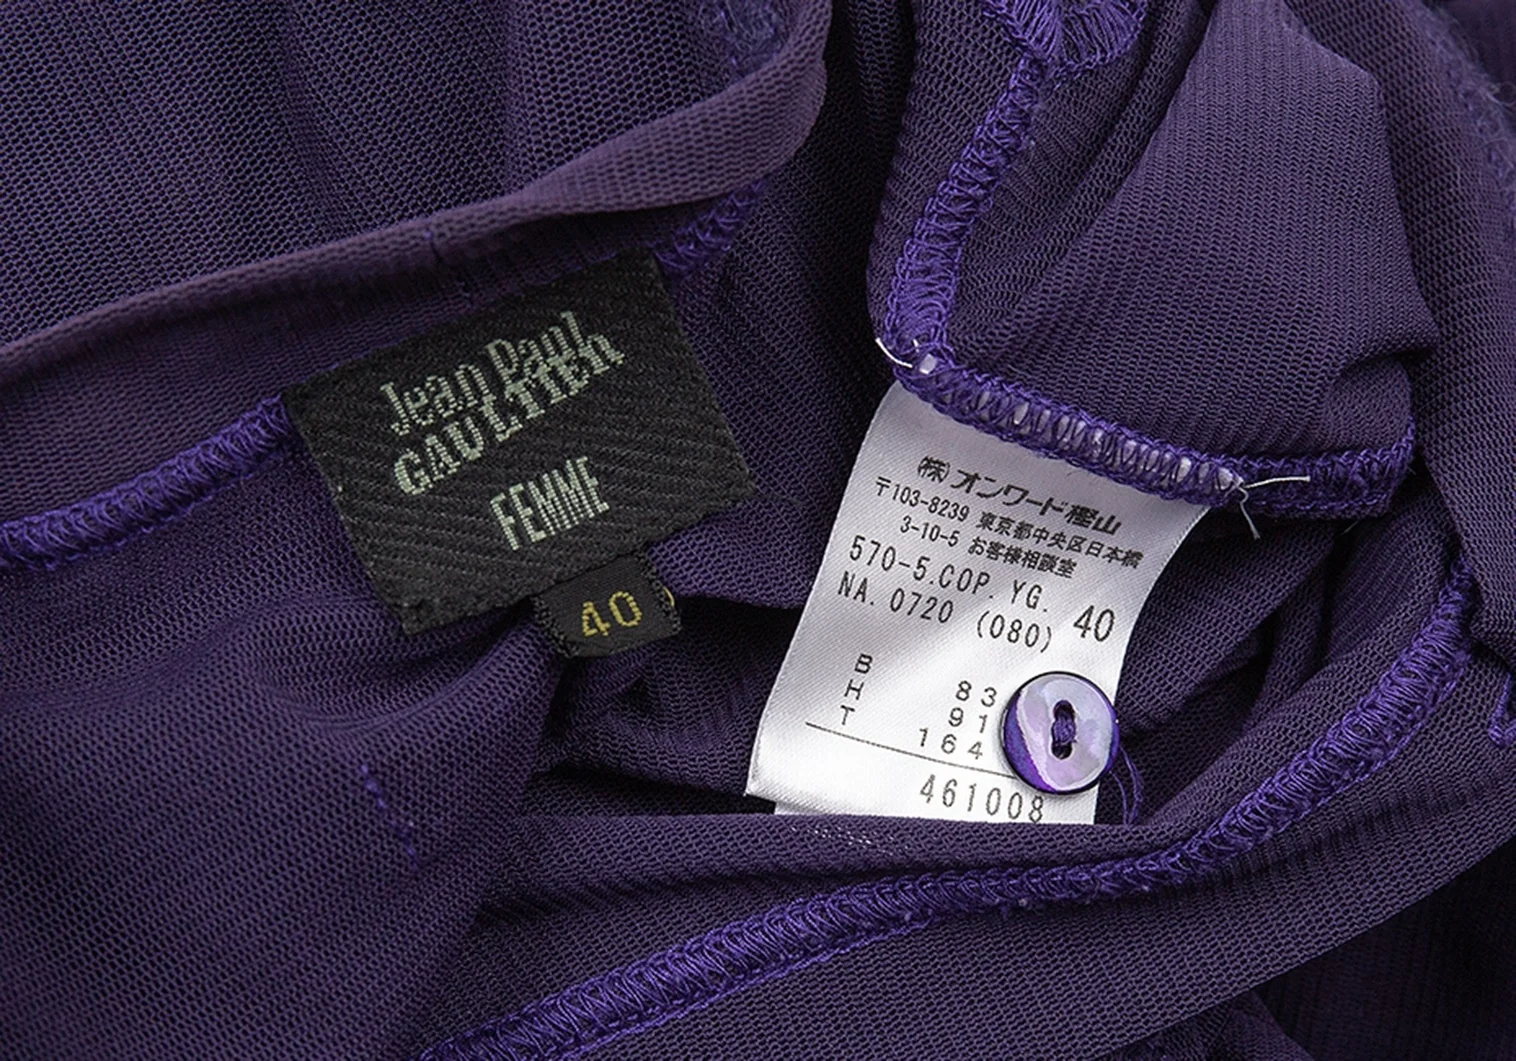 Jean Paul
GAULTIER
FEMME
40
(株)オンワード樫山
〒103-8239 東京都中央区日本橋
3-10-5 お客様相談室
570-5.COP. YG.
NA. 0720 (080) 40
B 83
H 91
T 164
461008